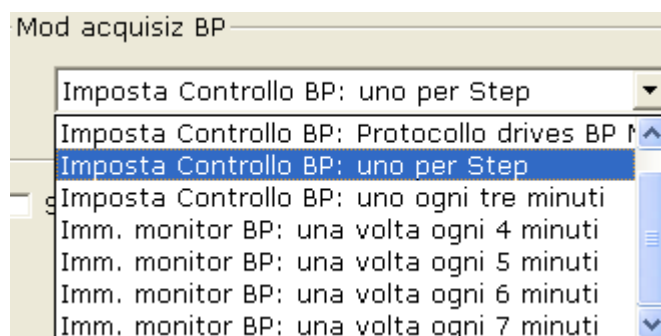 Mod acquisiz BP
Imposta Controllo BP: uno per Step
Imposta Controllo BP: Protocollo drives BP
Imposta Controllo BP: uno per Step
Imposta Controllo BP: uno ogni tre minuti
Imm. monitor BP: una volta ogni 4 minuti
Imm. monitor BP: una volta ogni 5 minuti
Imm. monitor BP: una volta ogni 6 minuti
Imm. monitor BP: una volta ogni 7 minuti